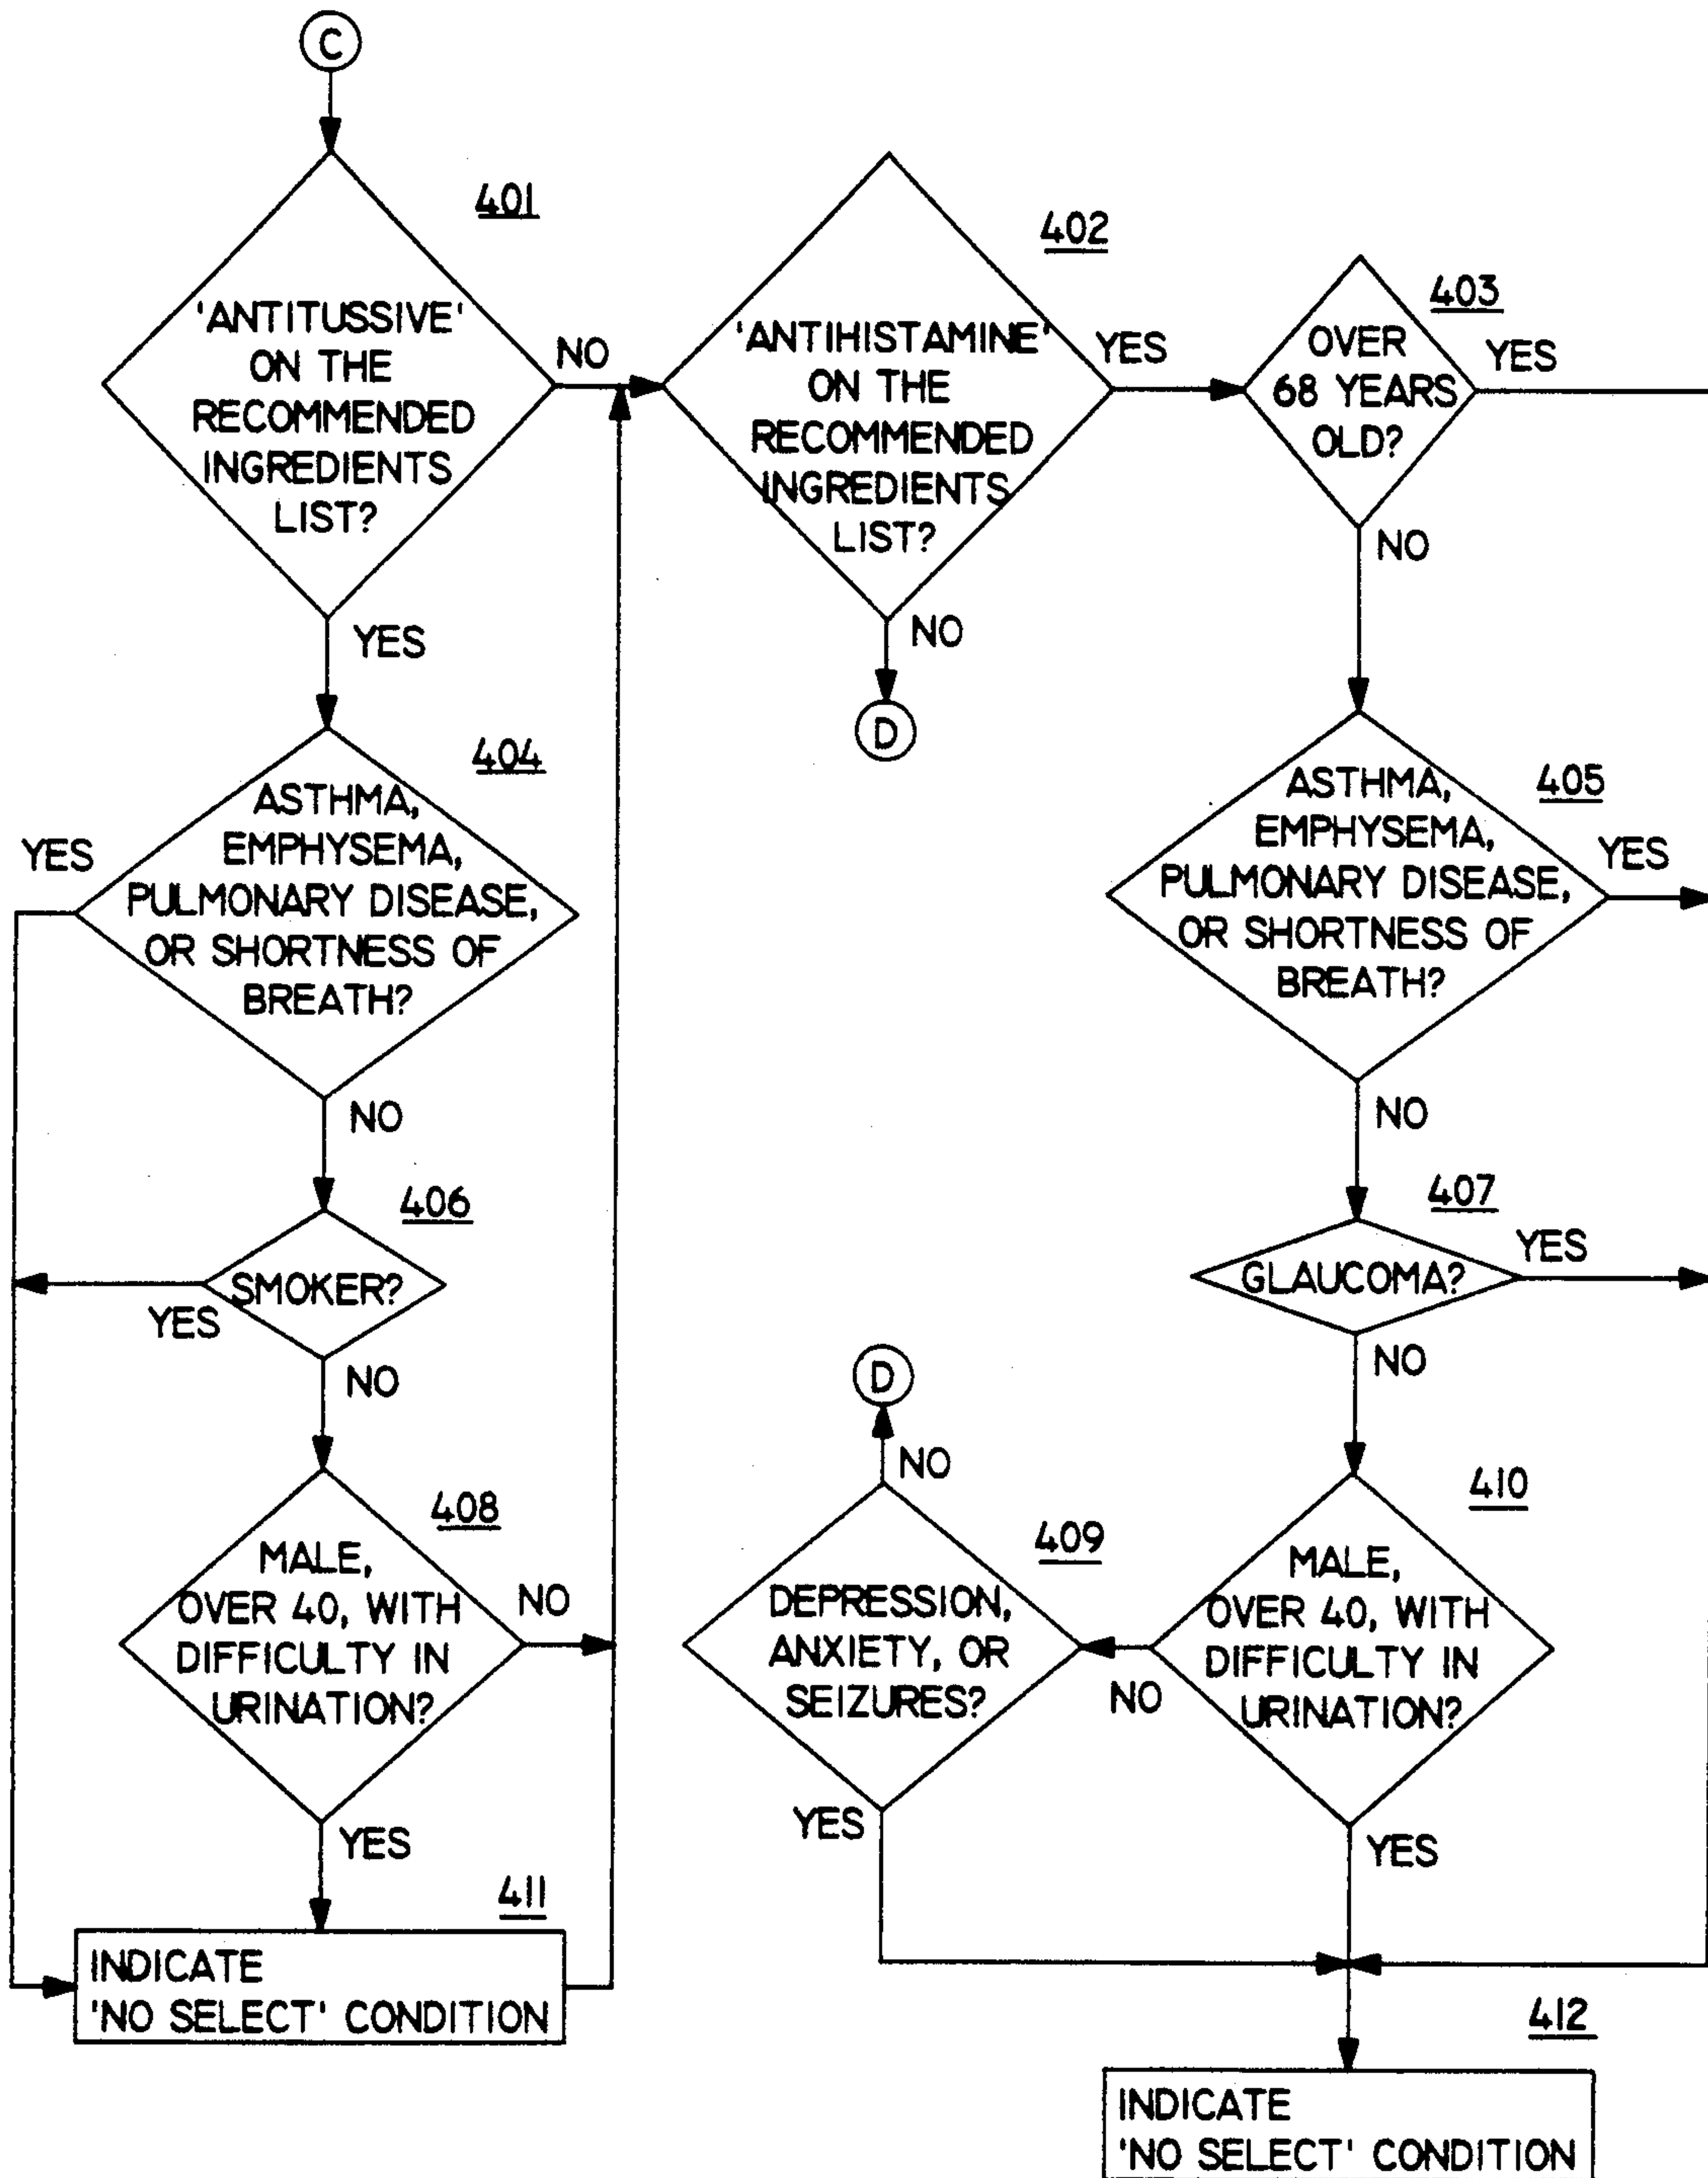 C
401
'ANTITUSSIVE'
ON THE
RECOMMENDED
INGREDIENTS
LIST?
NO
YES
402
'ANTIHISTAMINE'
ON THE
RECOMMENDED
INGREDIENTS
LIST?
YES
NO
D
403
OVER
68 YEARS
OLD?
YES
NO
404
ASTHMA,
EMPHYSEMA,
PULMONARY DISEASE,
OR SHORTNESS OF
BREATH?
YES
NO
405
ASTHMA,
EMPHYSEMA,
PULMONARY DISEASE,
OR SHORTNESS OF
BREATH?
YES
NO
406
SMOKER?
YES
NO
407
GLAUCOMA?
YES
NO
408
MALE,
OVER 40, WITH
DIFFICULTY IN
URINATION?
NO
YES
D
NO
409
DEPRESSION,
ANXIETY, OR
SEIZURES?
YES
410
MALE,
OVER 40, WITH
DIFFICULTY IN
URINATION?
NO
YES
411
INDICATE
'NO SELECT' CONDITION
412
INDICATE
'NO SELECT' CONDITION